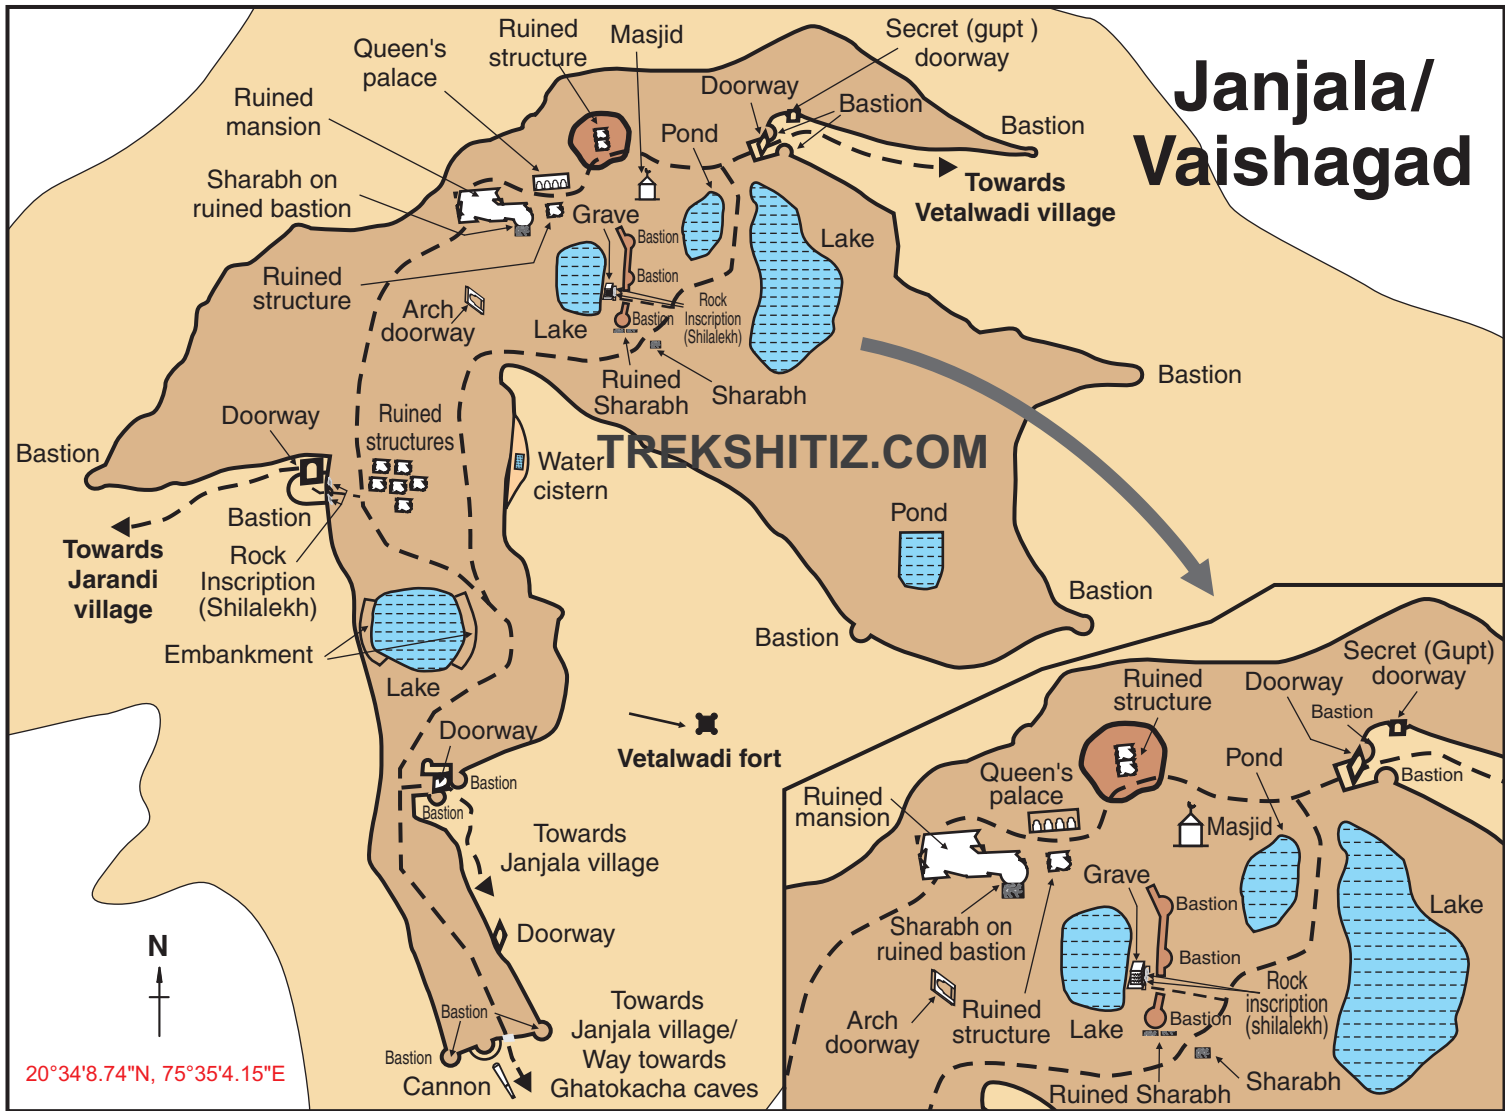 Janjala/
Vaishagad
Ruined
structure
Masjid
Secret (gupt )
doorway
Queen's
palace
Doorway
Bastion
Bastion
Ruined
mansion
Pond
Towards
Vetalwadi village
Sharabh on
ruined bastion
Grave
Bastion
Lake
Ruined
structure
Bastion
Arch
doorway
Lake
Bastion
Rock
Inscription
(Shilalekh)
Ruined
Sharabh
Sharabh
Bastion
Doorway
Ruined
structures
Bastion
TREKSHITIZ.COM
Water
cistern
Bastion
Pond
Towards
Jarandi
village
Rock
Inscription
(Shilalekh)
Bastion
Bastion
Embankment
Lake
Doorway
Vetalwadi fort
Bastion
Bastion
Towards
Janjala village
Doorway
N
Bastion
Towards
Janjala village/
Way towards
Ghatokacha caves
Bastion
Cannon
20°34'8.74"N, 75°35'4.15"E
Ruined
structure
Doorway
Secret (Gupt)
doorway
Bastion
Pond
Bastion
Queen's
palace
Ruined
mansion
Masjid
Grave
Bastion
Lake
Sharabh on
ruined bastion
Bastion
Rock
inscription
(shilalekh)
Arch
doorway
Ruined
structure
Lake
Bastion
Ruined Sharabh
Sharabh